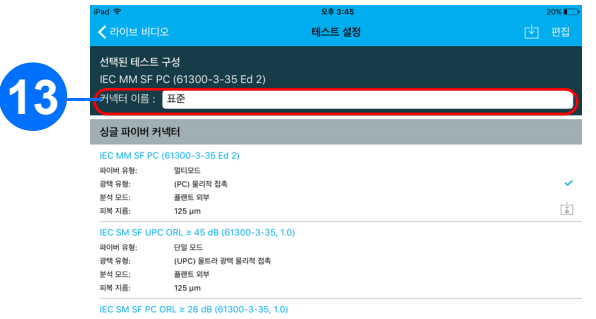 iPad 오후 3:45 20%
라이브 비디오 테스트 설정 편집
선택된 테스트 구성
IEC MM SF PC (61300-3-35 Ed 2)
13 커넥터 이름 : 표준
싱글 파이버 커넥터
IEC MM SF PC (61300-3-35 Ed 2)
파이버 유형: 멀티모드
광택 유형: (PC) 물리적 접촉
분석 모드: 플랜트 외부
피복 지름: 125 μm
IEC SM SF UPC ORL ≥ 45 dB (61300-3-35, 1.0)
파이버 유형: 단일 모드
광택 유형: (UPC) 울트라 광택 물리적 접촉
분석 모드: 플랜트 외부
피복 지름: 125 μm
IEC SM SF PC ORL ≥ 26 dB (61300-3-35, 1.0)